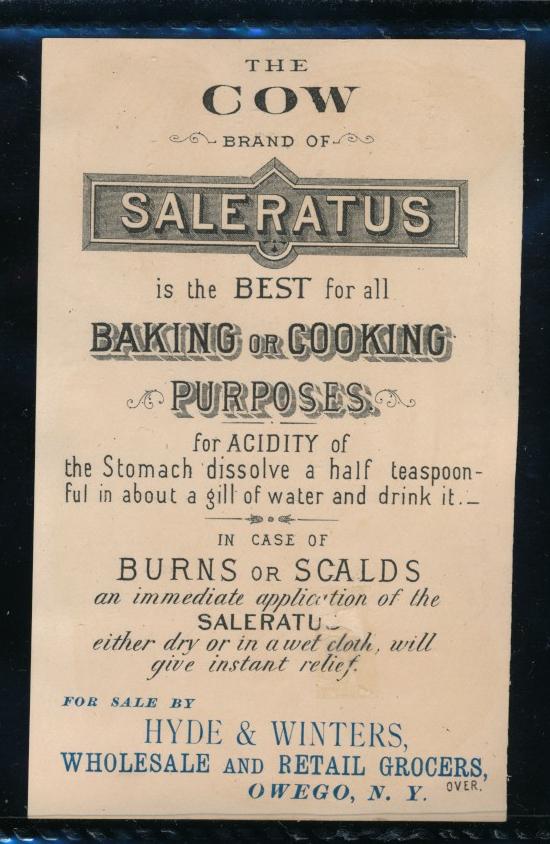 THE
COW
BRAND OF
SALERATUS
is the BEST for all
BAKING OR COOKING
PURPOSES.
for ACIDITY of
the Stomach dissolve a half teaspoon-
ful in about a gill of water and drink it._
IN CASE OF
BURNS OR SCALDS
an immediate application of the
SALERATUS
either dry or in a wet cloth, will
give instant relief.
FOR SALE BY
HYDE & WINTERS,
WHOLESALE AND RETAIL GROCERS,
OWEGO, N. Y.
OVER.